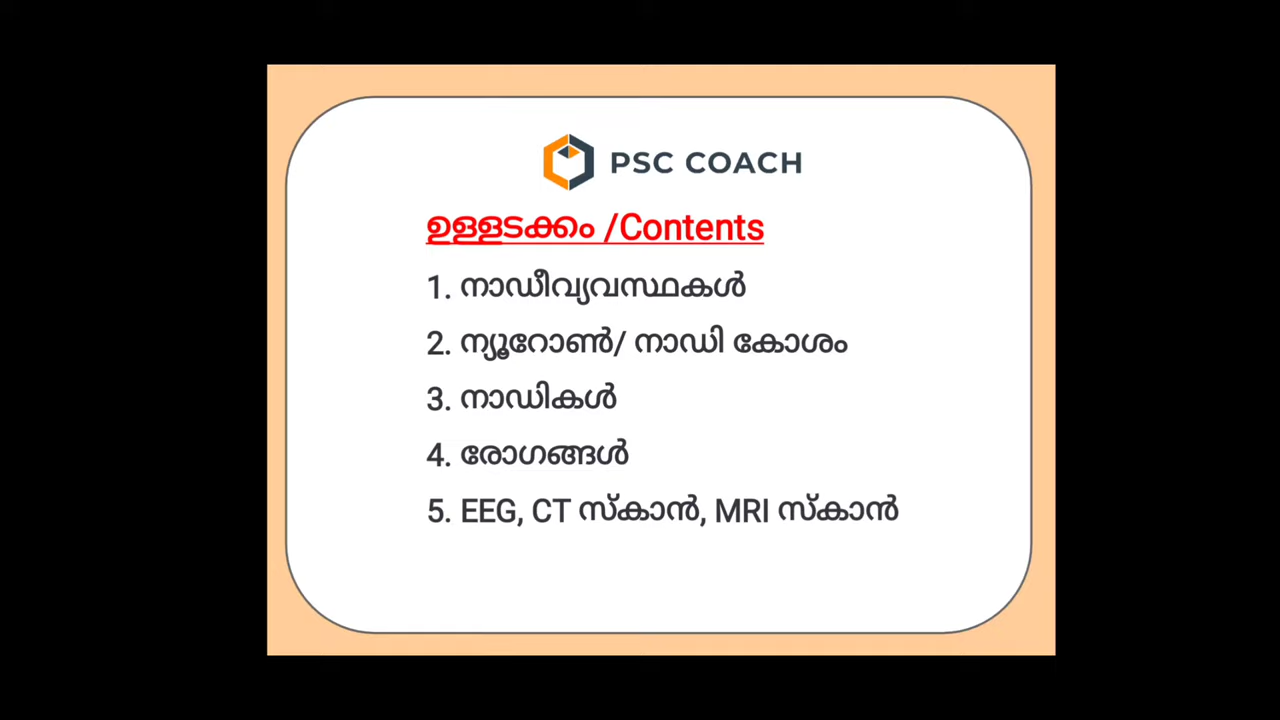 PSC COACH
ഉള്ളടക്കം /Contents
1. നാഡീവ്യവസ്ഥകൾ
2. ന്യൂറോൺ/ നാഡി കോശം
3. നാഡികൾ
4. രോഗങ്ങൾ
5. EEG, CT സ്കാൻ, MRI സ്കാൻ